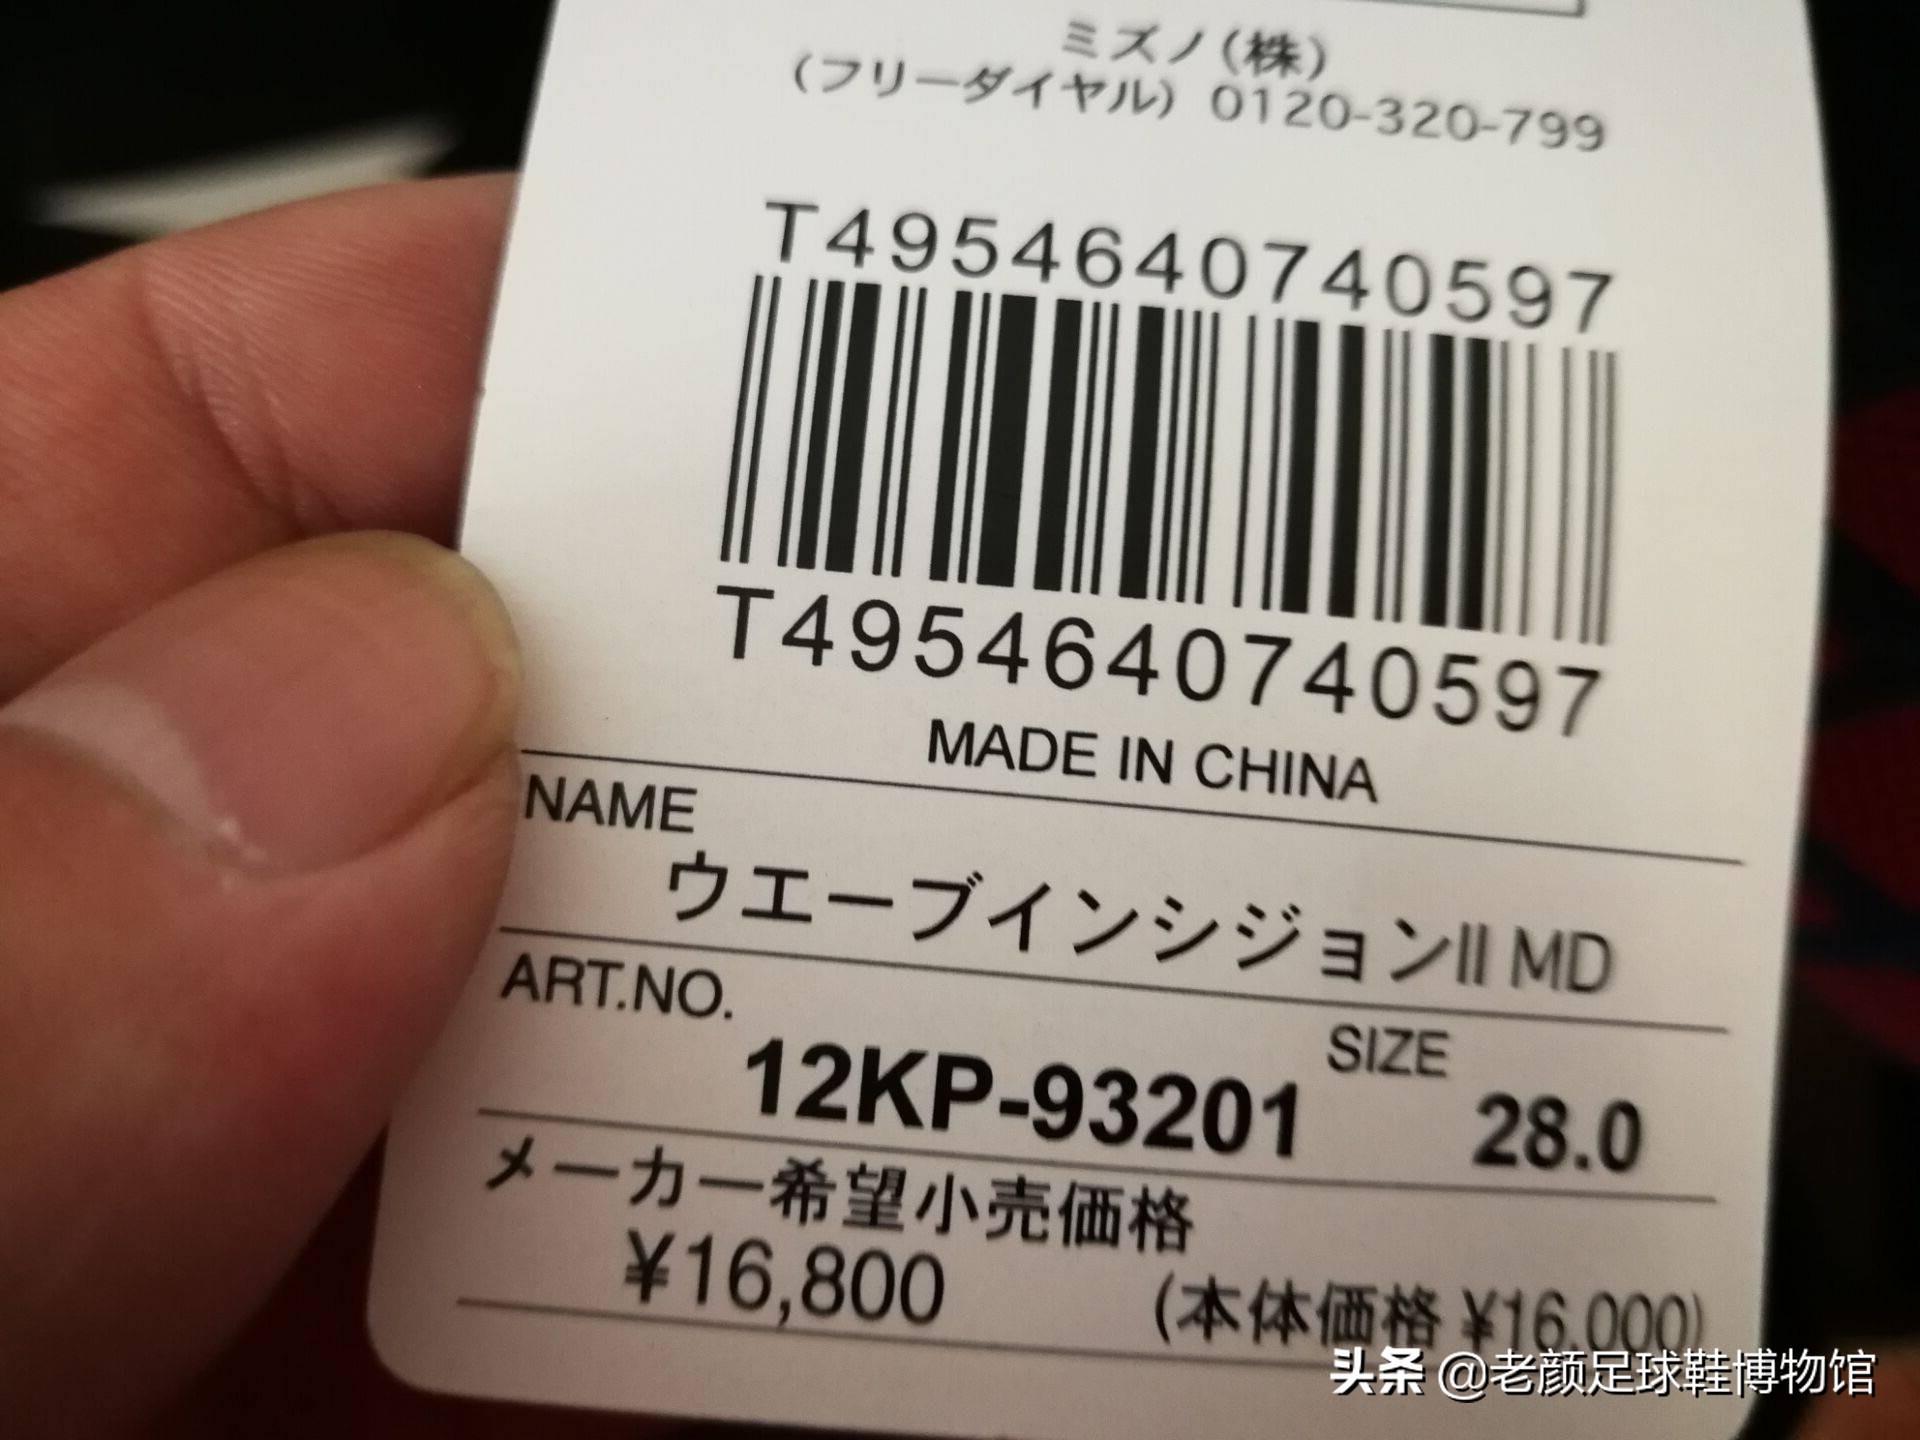 ミズノ(株)
(フリーダイヤル) 0120-320-799
T4954640740597
T4954640740597
MADE IN CHINA
NAME
ウエーブインシジョンII MD
ART.NO.
SIZE
12KP-93201
28.0
メーカー希望小売価格
¥16,800
(本体価格 ¥16,000)
头条 @老颜足球鞋博物馆